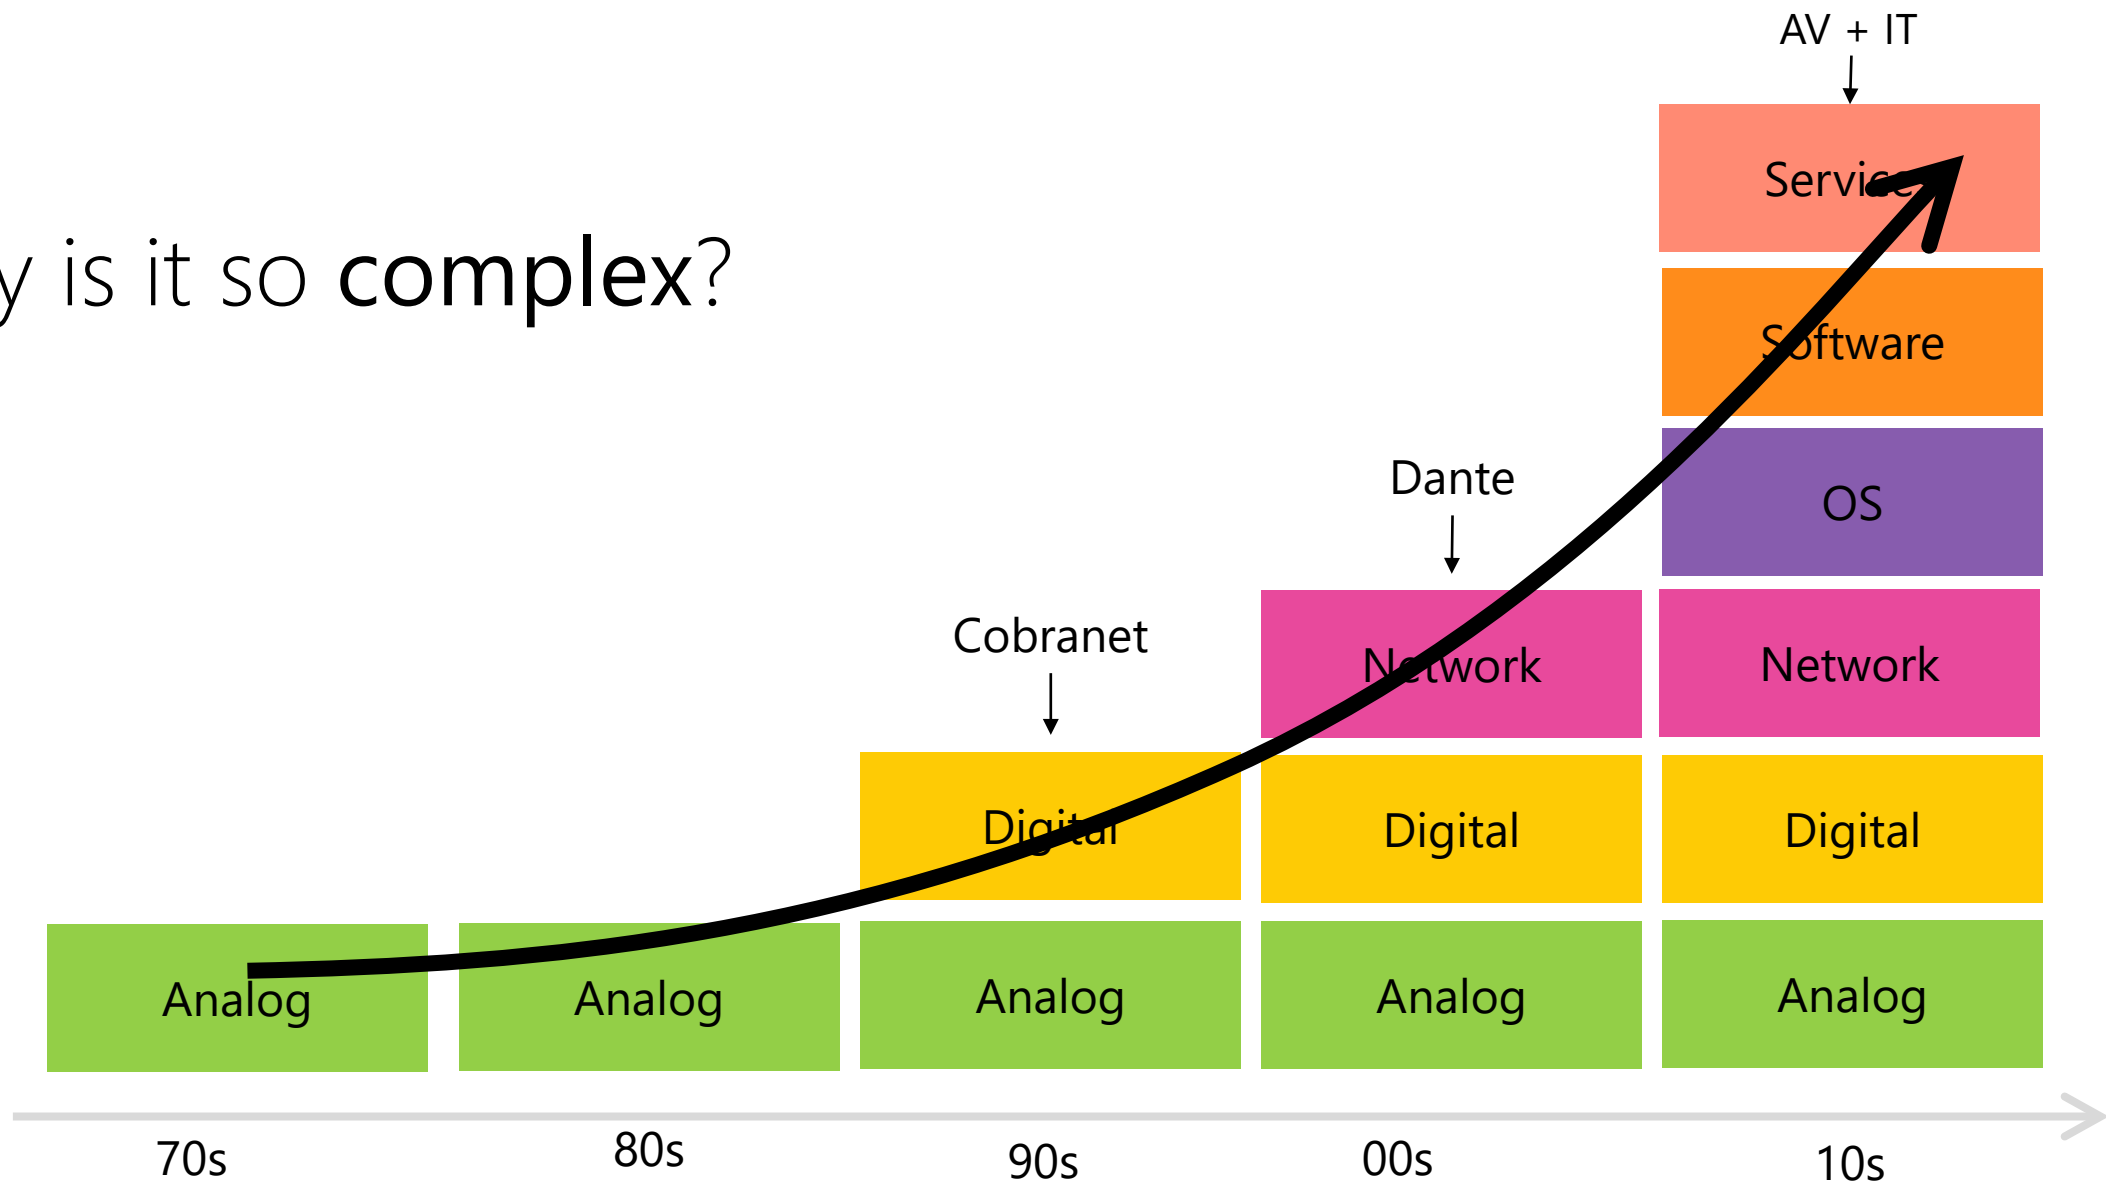 AV + IT
Service
y is it so complex?
Software
Dante
OS
Cobranet
Network
Network
Digital
Digital
Digital
Analog
Analog
Analog
Analog
Analog
70s
80s
90s
00s
10s